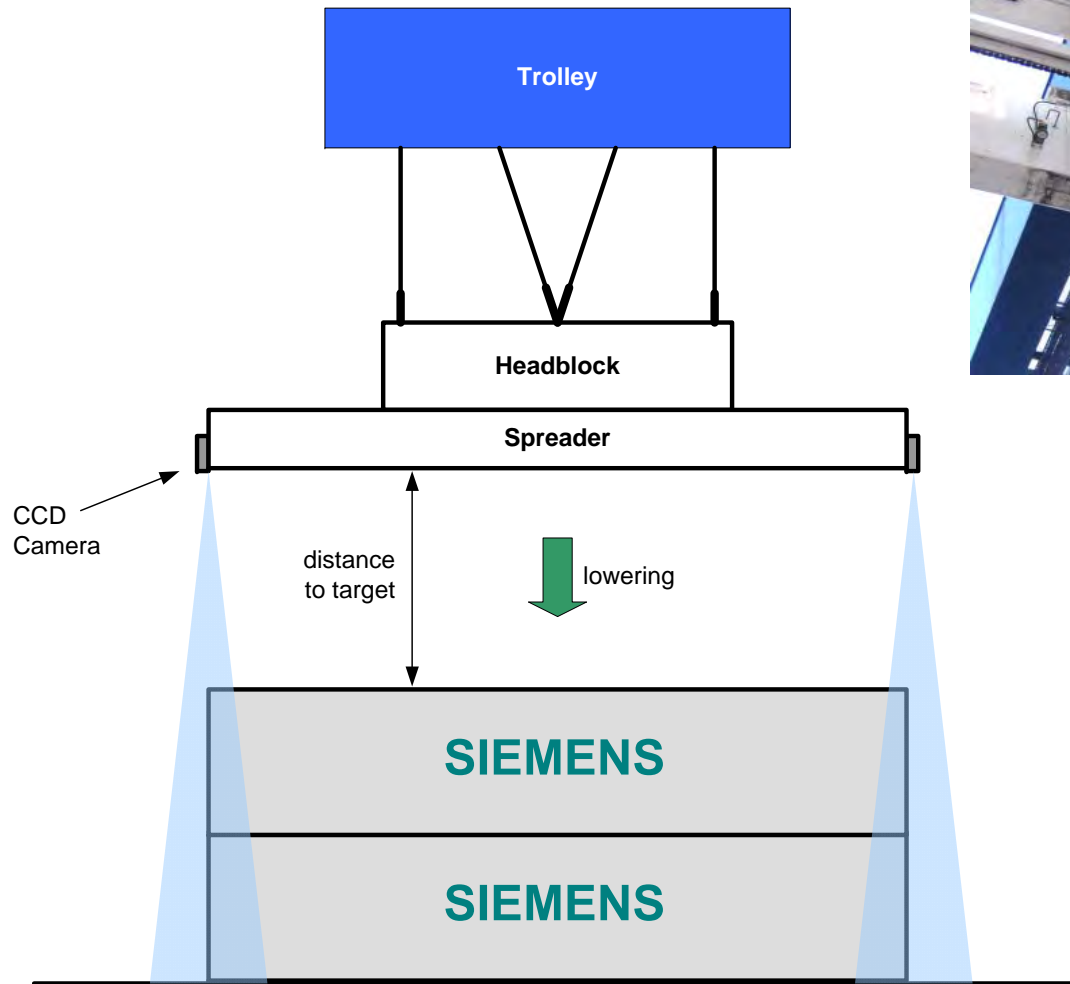 Trolley
Headblock
Spreader
CCD
Camera
distance
to target
lowering
SIEMENS
SIEMENS